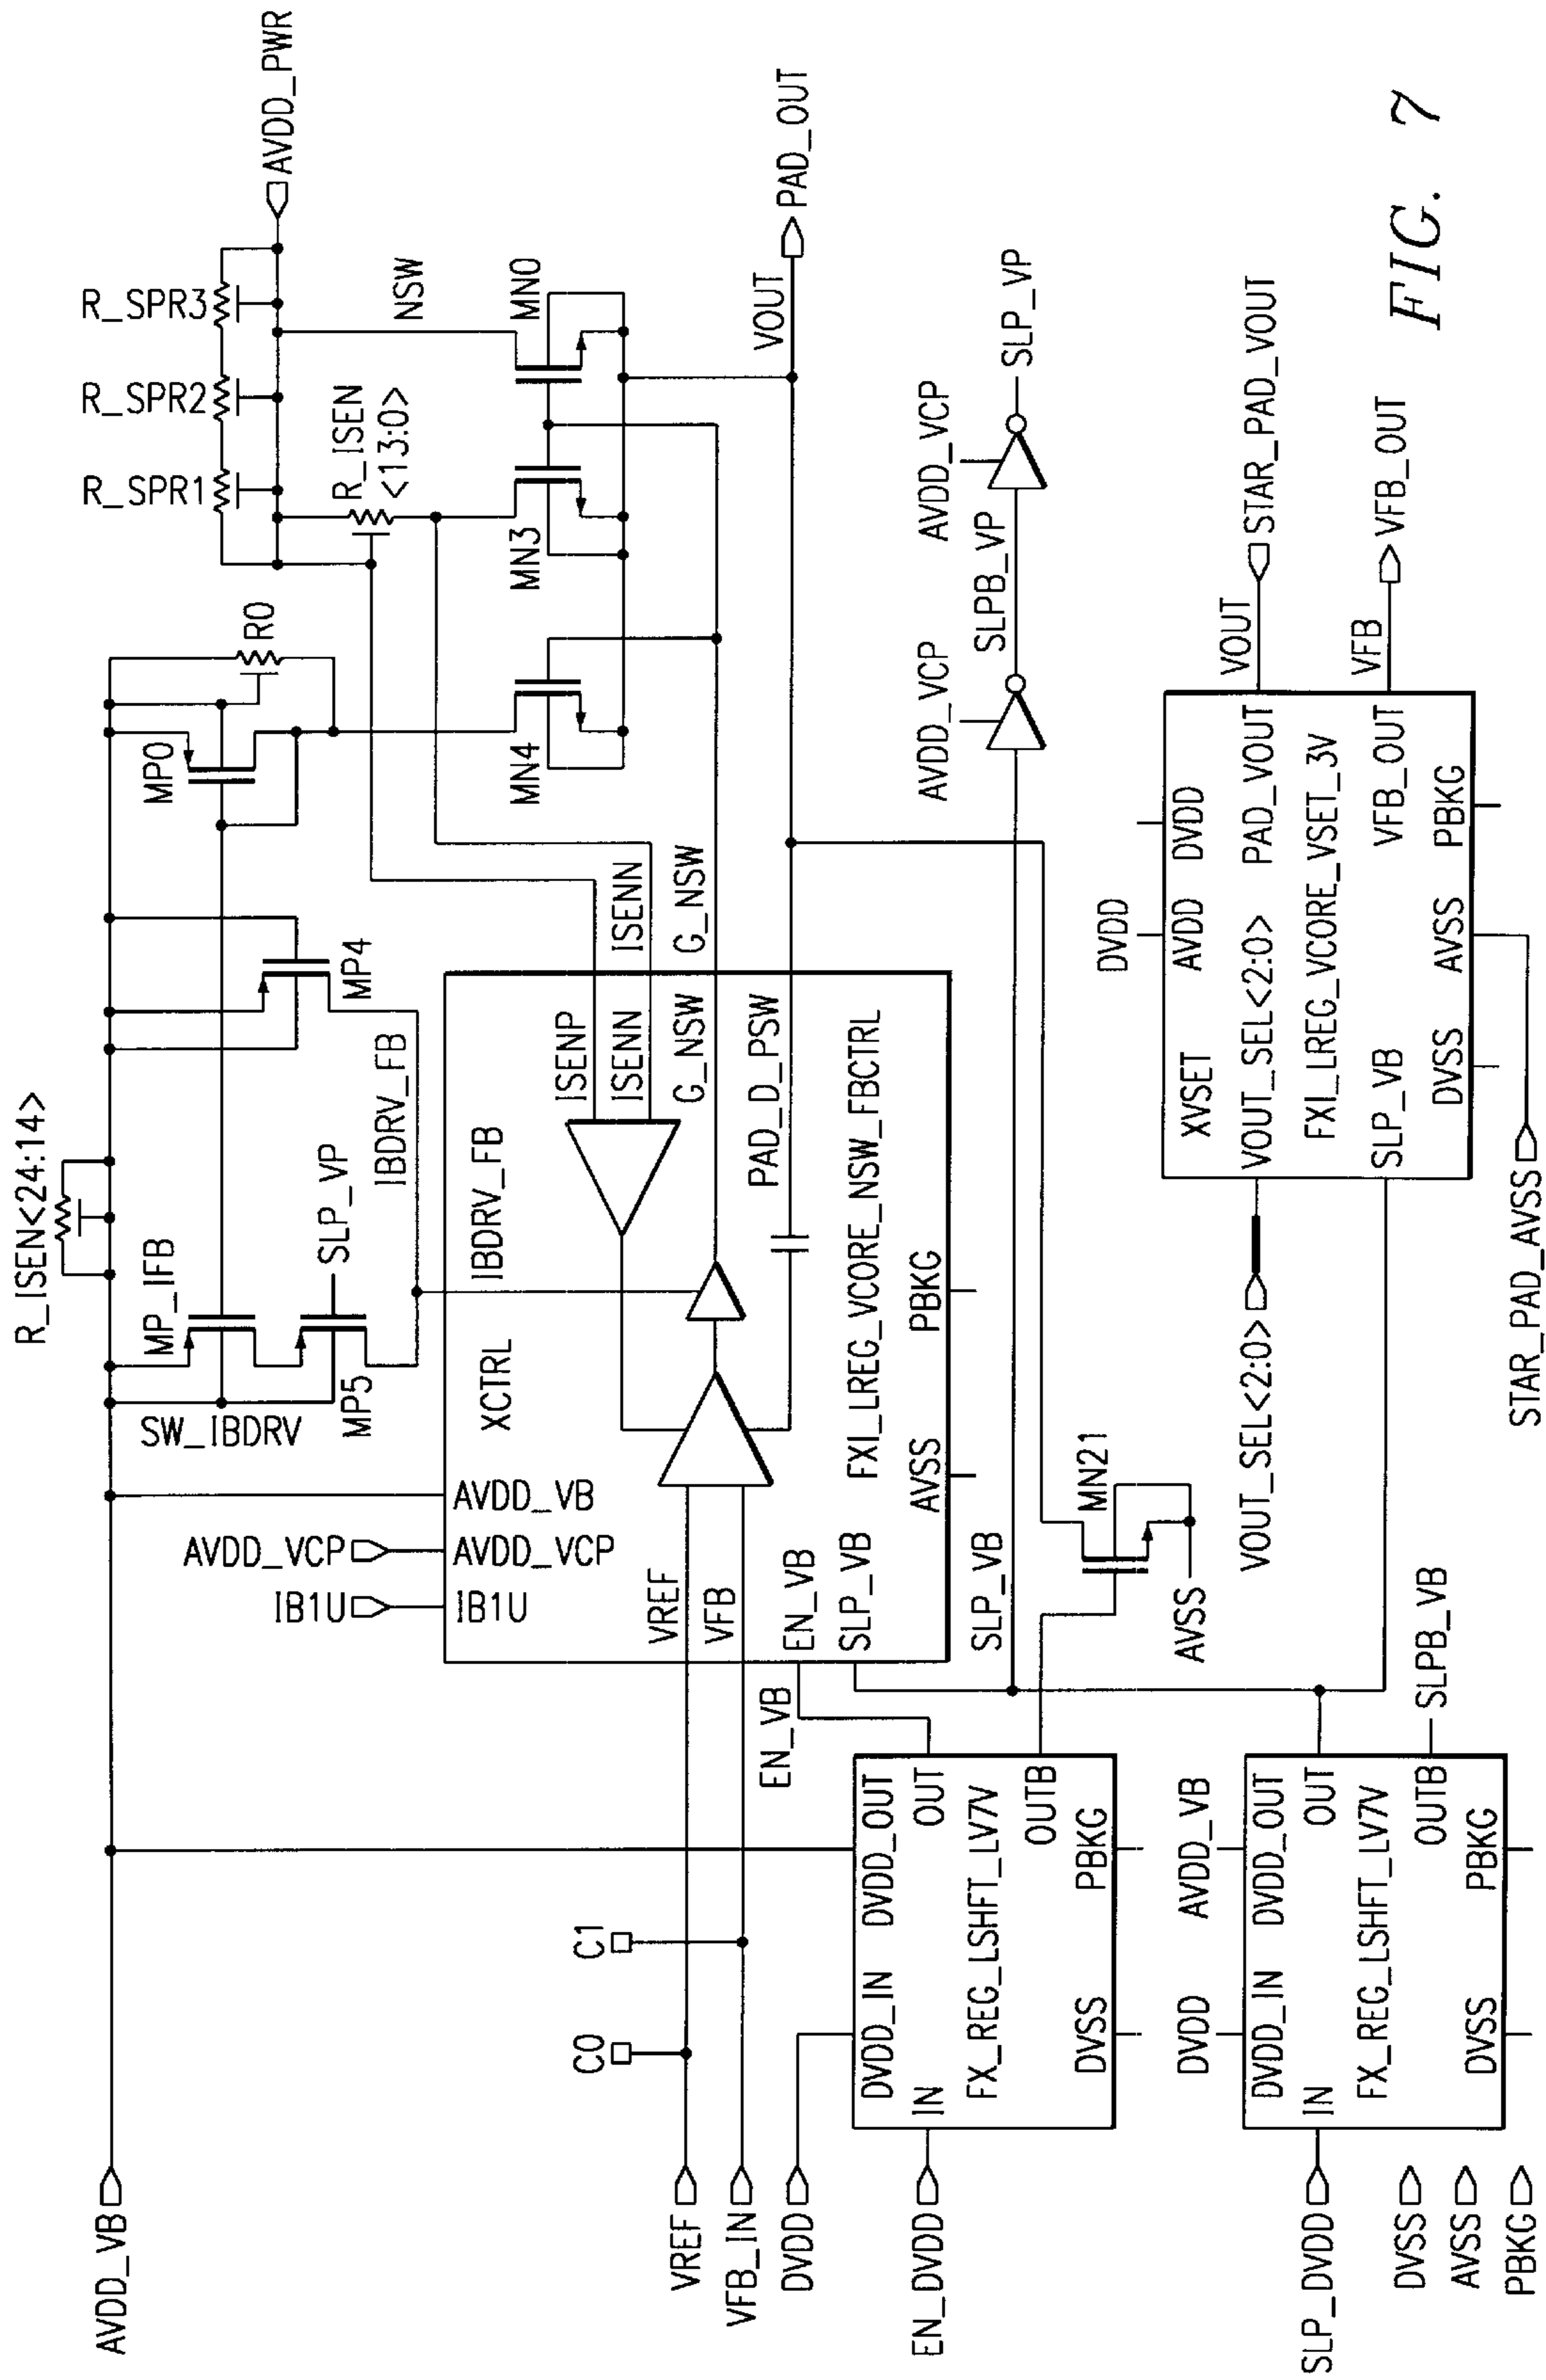 R_ISEN<24:14>
R_SPR1
R_SPR2
R_SPR3
AVDD_PWR
AVDD_VB
MP_IFB
SLP_VP
SW_IBDRV
MP5
MP4
IBDRV_FB
MP0
R0
R_ISEN
<13:0>
NSW
MN4
MN3
MN0
AVDD_VCP
IB1U
AVDD_VB
AVDD_VCP
IB1U
XCTRL
IBDRV_FB
ISENP
ISENN
ISENN
G_NSW
G_NSW
PAD_D_PSW
VOUT
PAD_OUT
C0
C1
VREF
VFB_IN
VREF
VFB
EN_VB
SLP_VB
FXI_LREG_VCORE_NSW_FBCTRL
AVSS
PBKG
DVDD
EN_DVDD
DVDD_IN
DVDD_OUT
IN
OUT
FX_REG_LSHFT_LV7V
OUTB
DVSS
PBKG
EN_VB
SLP_VB
MN21
AVSS
AVDD_VCP
SLPB_VP
AVDD_VCP
SLP_VP
DVDD
AVDD_VB
SLP_DVDD
DVDD_IN
DVDD_OUT
IN
OUT
FX_REG_LSHFT_LV7V
OUTB
DVSS
PBKG
SLPB_VB
DVSS
AVSS
PBKG
DVDD
XVSET
AVDD
DVDD
VOUT_SEL<2:0>
VOUT_SEL<2:0>
PAD_VOUT
VOUT
STAR_PAD_VOUT
FXI_LREG_VCORE_VSET_3V
SLP_VB
VFB_OUT
VFB
VFB_OUT
DVSS
AVSS
PBKG
STAR_PAD_AVSS
FIG. 7